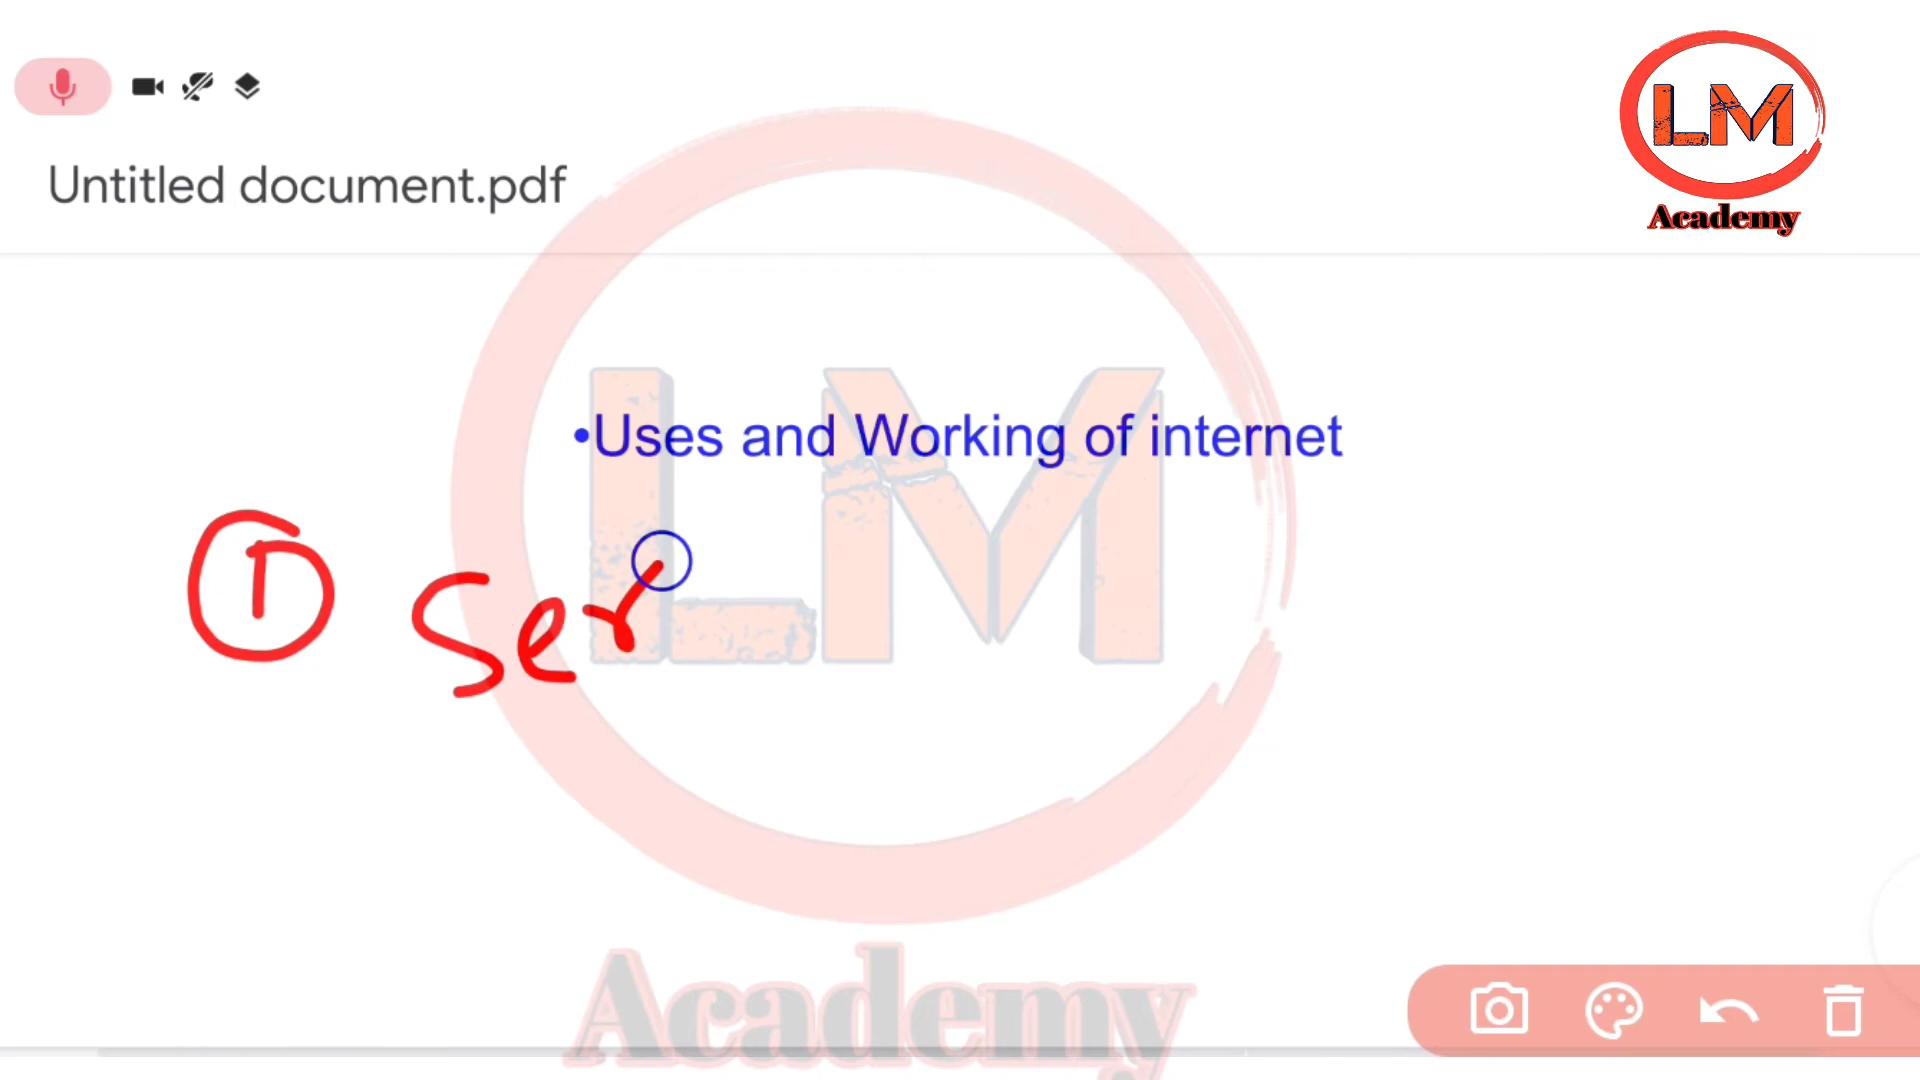 LM
Academy
Untitled document.pdf
•Uses and Working of internet
1 Ser
LM
Academy